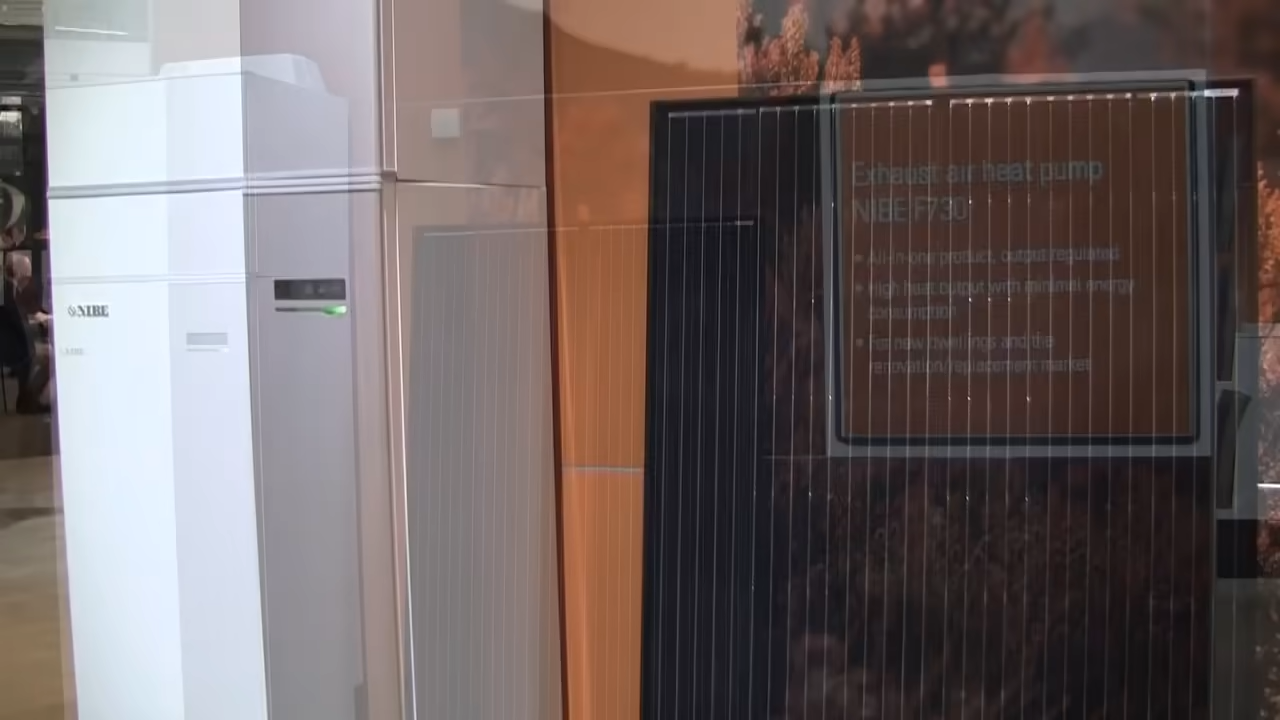 NIBE
Exhaust air heat pump
NIBE F730
• All-in-one product, output regulated
• High heat output with minimal energy
consumption
• For new dwellings and the
renovation/replacement market